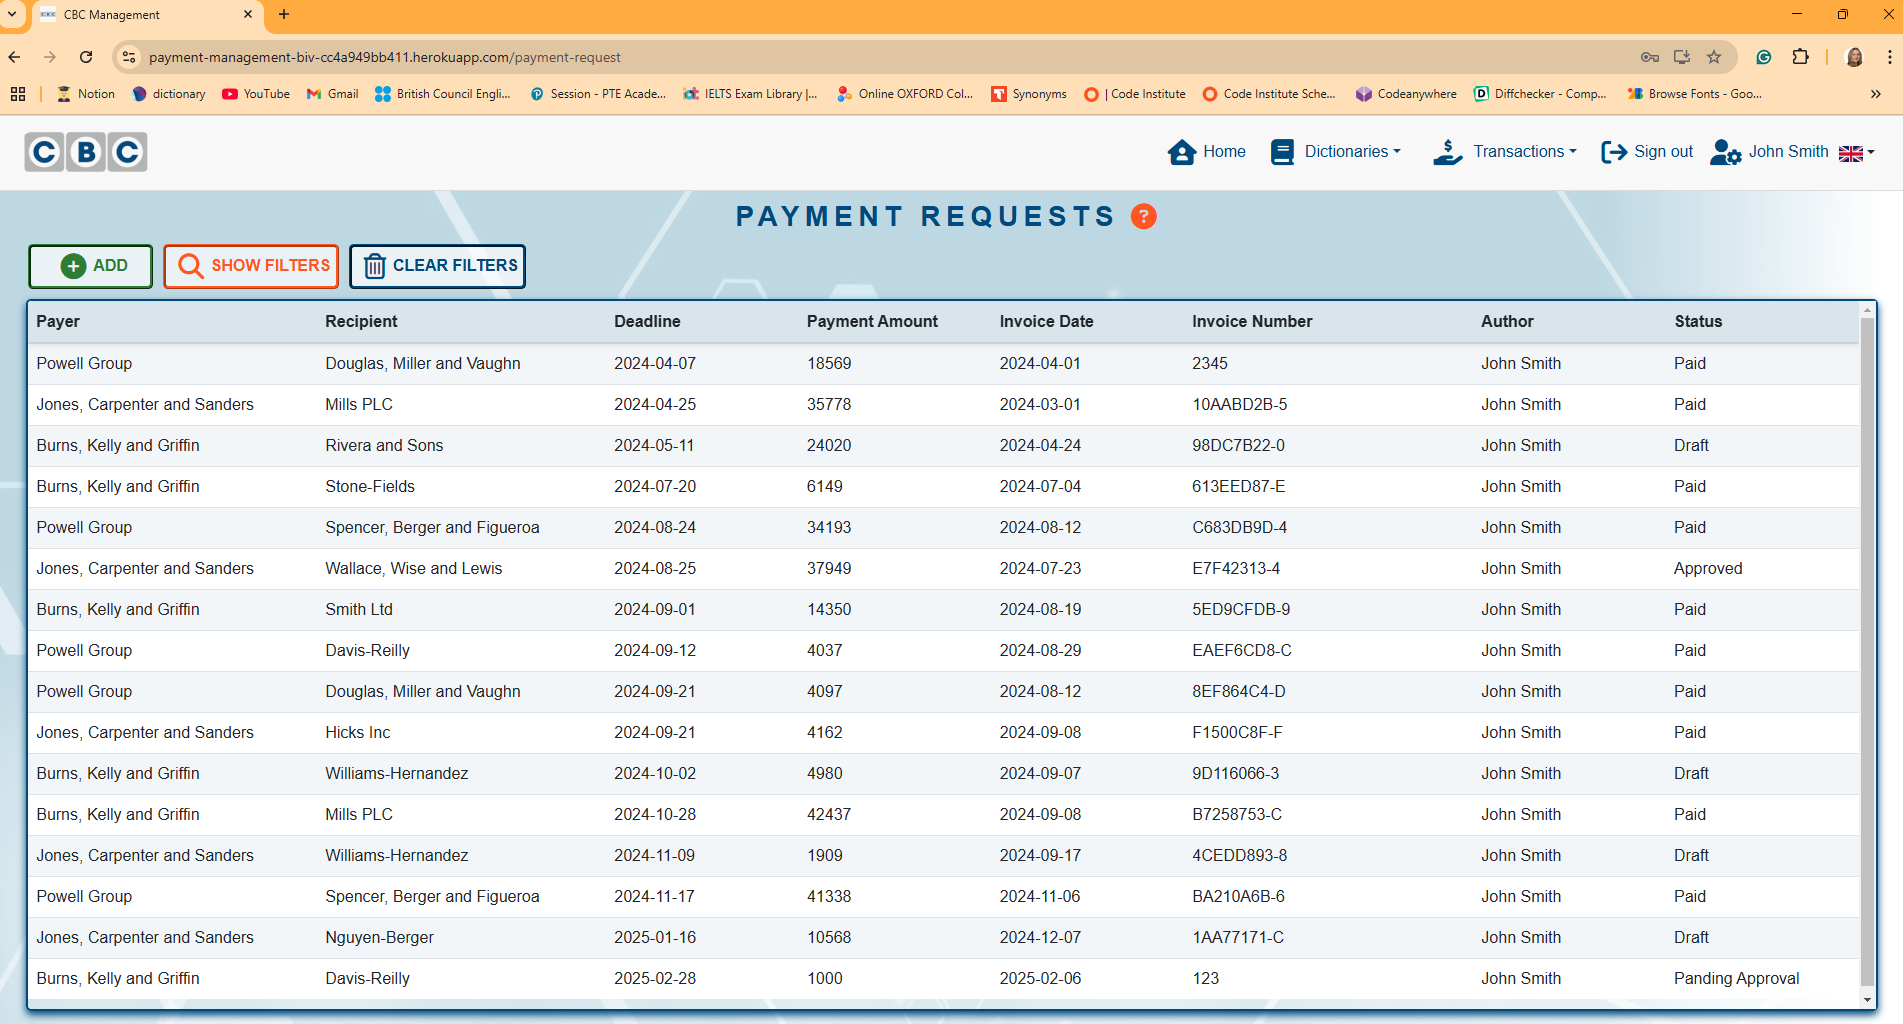 CBC Management
payment-management-biv-cc4a949bb411.herokuapp.com/payment-request
Notion dictionary YouTube Gmail British Council Engli... Session - PTE Acade... IELTS Exam Library |... Online OXFORD Col... Synonyms | Code Institute Code Institute Sche... Codeanywhere Diffchecker - Comp... Browse Fonts - Goo...
CBC Home Dictionaries Transactions Sign out John Smith
PAYMENT REQUESTS ?
ADD SHOW FILTERS CLEAR FILTERS
Payer Recipient Deadline Payment Amount Invoice Date Invoice Number Author Status
Powell Group Douglas, Miller and Vaughn 2024-04-07 18569 2024-04-01 2345 John Smith Paid
Jones, Carpenter and Sanders Mills PLC 2024-04-25 35778 2024-03-01 10AABD2B-5 John Smith Paid
Burns, Kelly and Griffin Rivera and Sons 2024-05-11 24020 2024-04-24 98DC7B22-0 John Smith Draft
Burns, Kelly and Griffin Stone-Fields 2024-07-20 6149 2024-07-04 613EED87-E John Smith Paid
Powell Group Spencer, Berger and Figueroa 2024-08-24 34193 2024-08-12 C683DB9D-4 John Smith Paid
Jones, Carpenter and Sanders Wallace, Wise and Lewis 2024-08-25 37949 2024-07-23 E7F42313-4 John Smith Approved
Burns, Kelly and Griffin Smith Ltd 2024-09-01 14350 2024-08-19 5ED9CFDB-9 John Smith Paid
Powell Group Davis-Reilly 2024-09-12 4037 2024-08-29 EAEF6CD8-C John Smith Paid
Powell Group Douglas, Miller and Vaughn 2024-09-21 4097 2024-08-12 8EF864C4-D John Smith Paid
Jones, Carpenter and Sanders Hicks Inc 2024-09-21 4162 2024-09-08 F1500C8F-F John Smith Paid
Burns, Kelly and Griffin Williams-Hernandez 2024-10-02 4980 2024-09-07 9D116066-3 John Smith Draft
Burns, Kelly and Griffin Mills PLC 2024-10-28 42437 2024-09-08 B7258753-C John Smith Paid
Jones, Carpenter and Sanders Williams-Hernandez 2024-11-09 1909 2024-09-17 4CEDD893-8 John Smith Draft
Powell Group Spencer, Berger and Figueroa 2024-11-17 41338 2024-11-06 BA210A6B-6 John Smith Paid
Jones, Carpenter and Sanders Nguyen-Berger 2025-01-16 10568 2024-12-07 1AA77171-C John Smith Draft
Burns, Kelly and Griffin Davis-Reilly 2025-02-28 1000 2025-02-06 123 John Smith Panding Approval